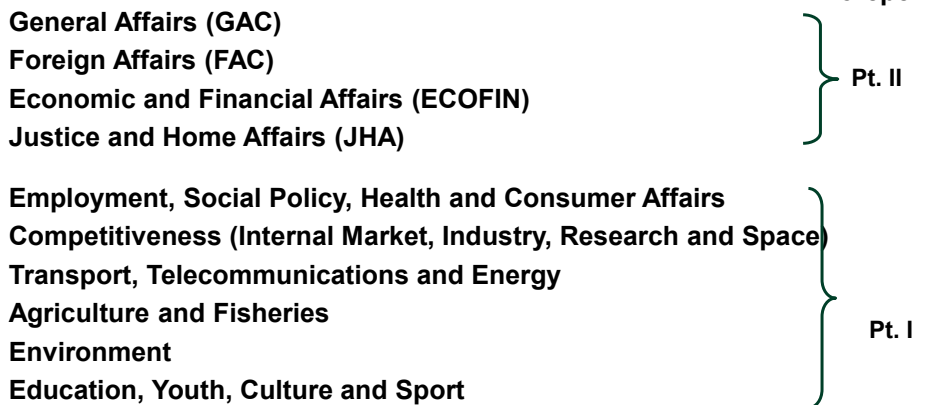 General Affairs (GAC)
Foreign Affairs (FAC)
Economic and Financial Affairs (ECOFIN)
Justice and Home Affairs (JHA)
Pt. II
Employment, Social Policy, Health and Consumer Affairs
Competitiveness (Internal Market, Industry, Research and Space)
Transport, Telecommunications and Energy
Agriculture and Fisheries
Environment
Education, Youth, Culture and Sport
Pt. I